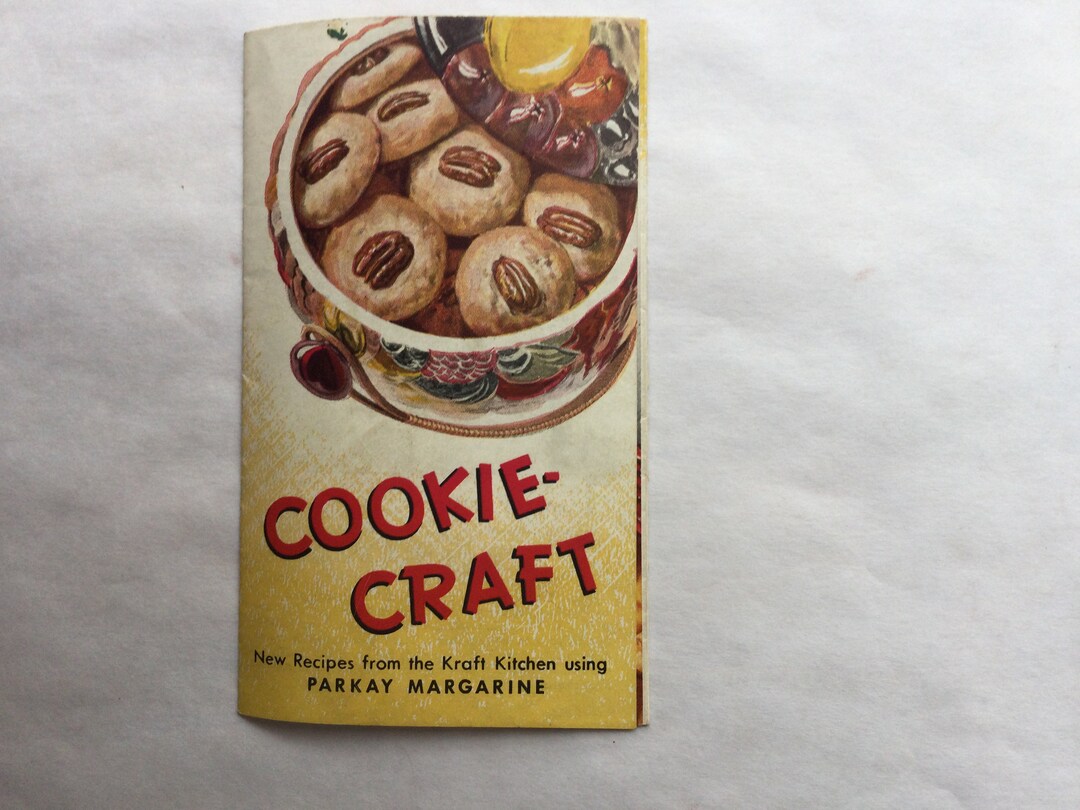 COOKIE-
CRAFT
New Recipes from the Kraft Kitchen using
PARKAY MARGARINE